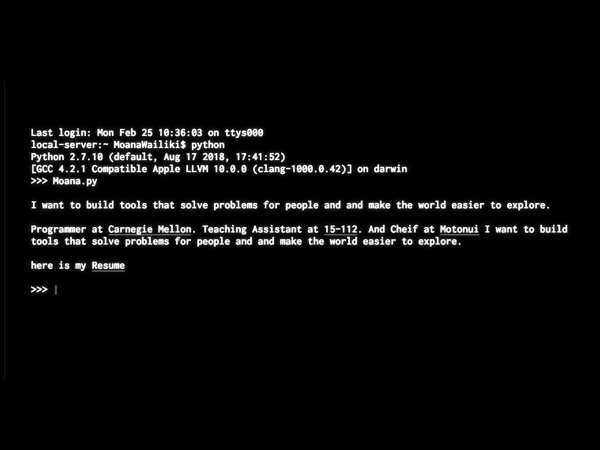 Last login: Mon Feb 25 10:36:03 on ttys000
local-server:~ MoanaWailiki$ python
Python 2.7.10 (default, Aug 17 2018, 17:41:52)
[GCC 4.2.1 Compatible Apple LLVM 10.0.0 (clang-1000.0.42)] on darwin
>>> Moana.py
I want to build tools that solve problems for people and and make the world easier to explore.
Programmer at Carnegie Mellon. Teaching Assistant at 15-112. And Cheif at Motonui I want to build
tools that solve problems for people and and make the world easier to explore.
here is my Resume
>>> |